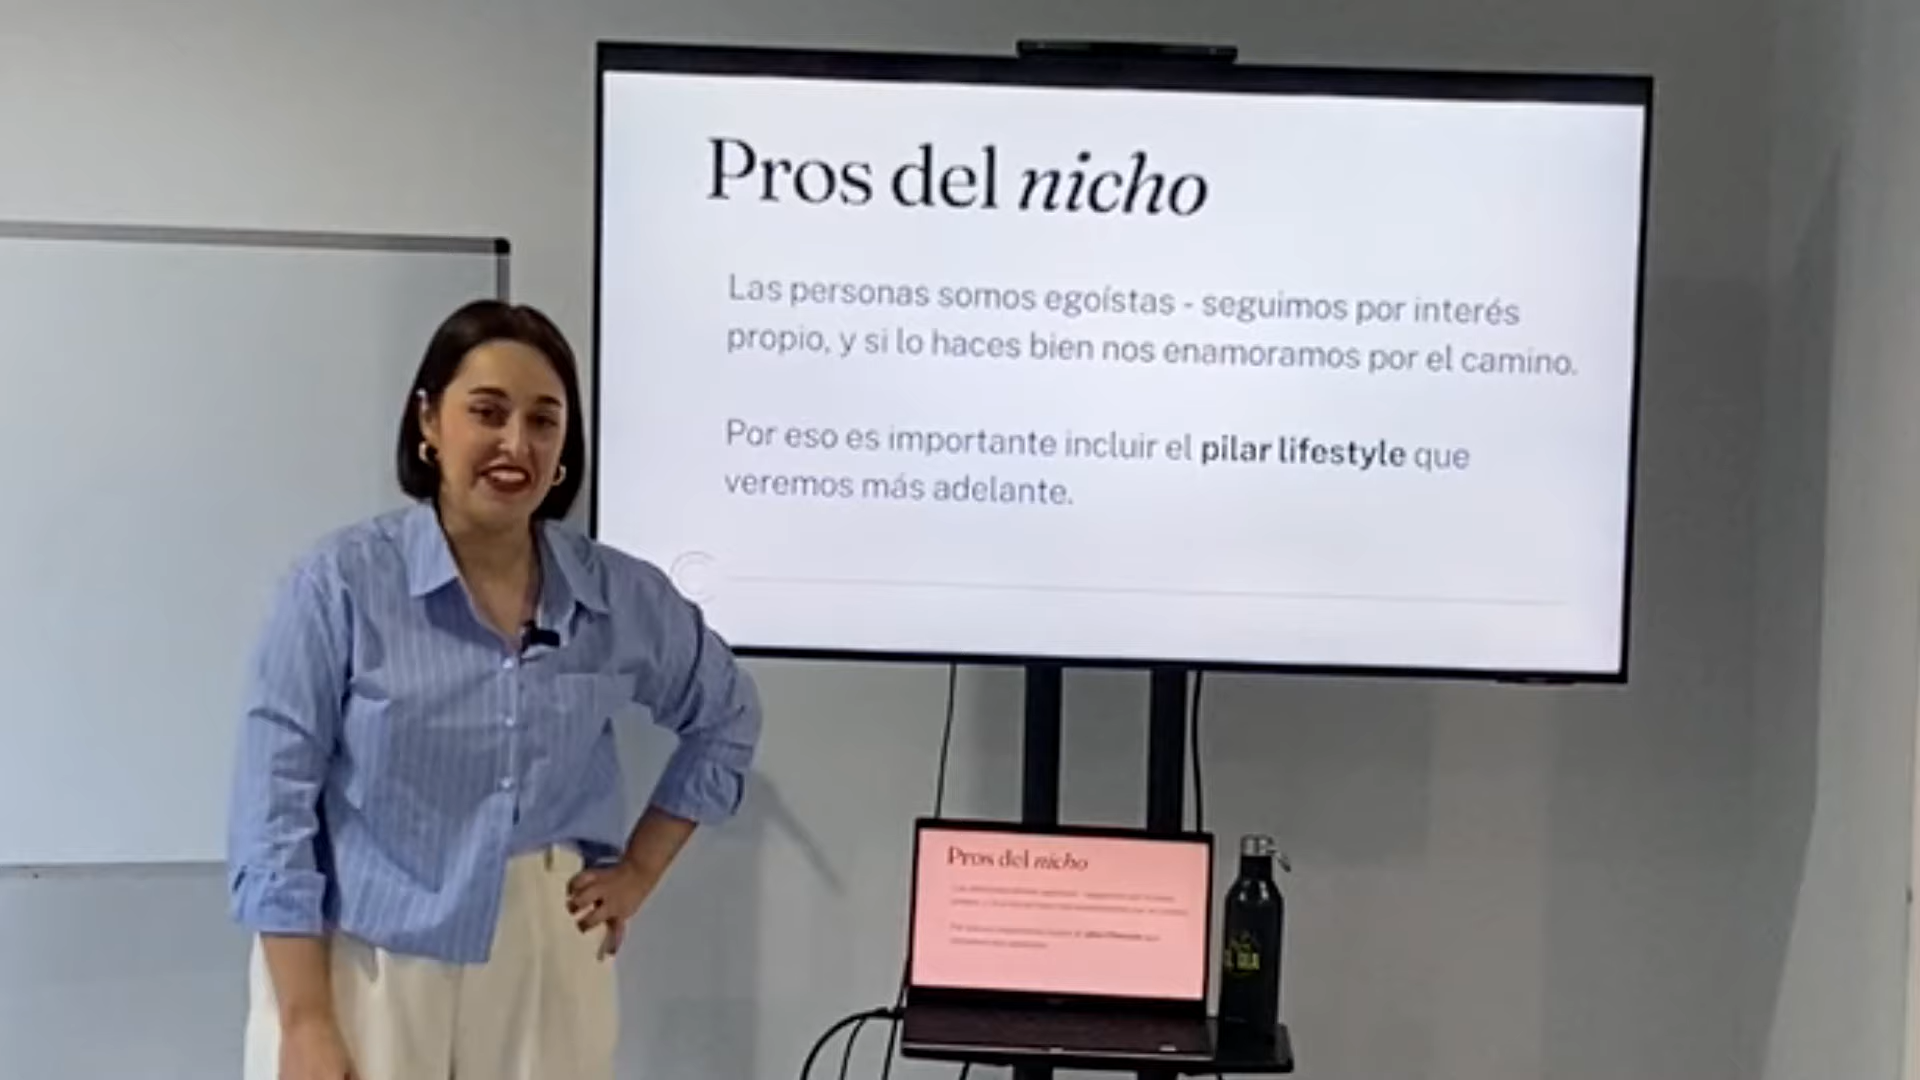 Pros del nicho
Las personas somos egoístas - seguimos por interés
propio, y si lo haces bien nos enamoramos por el camino.
Por eso es importante incluir el pilar lifestyle que
veremos más adelante.
Pros del nicho